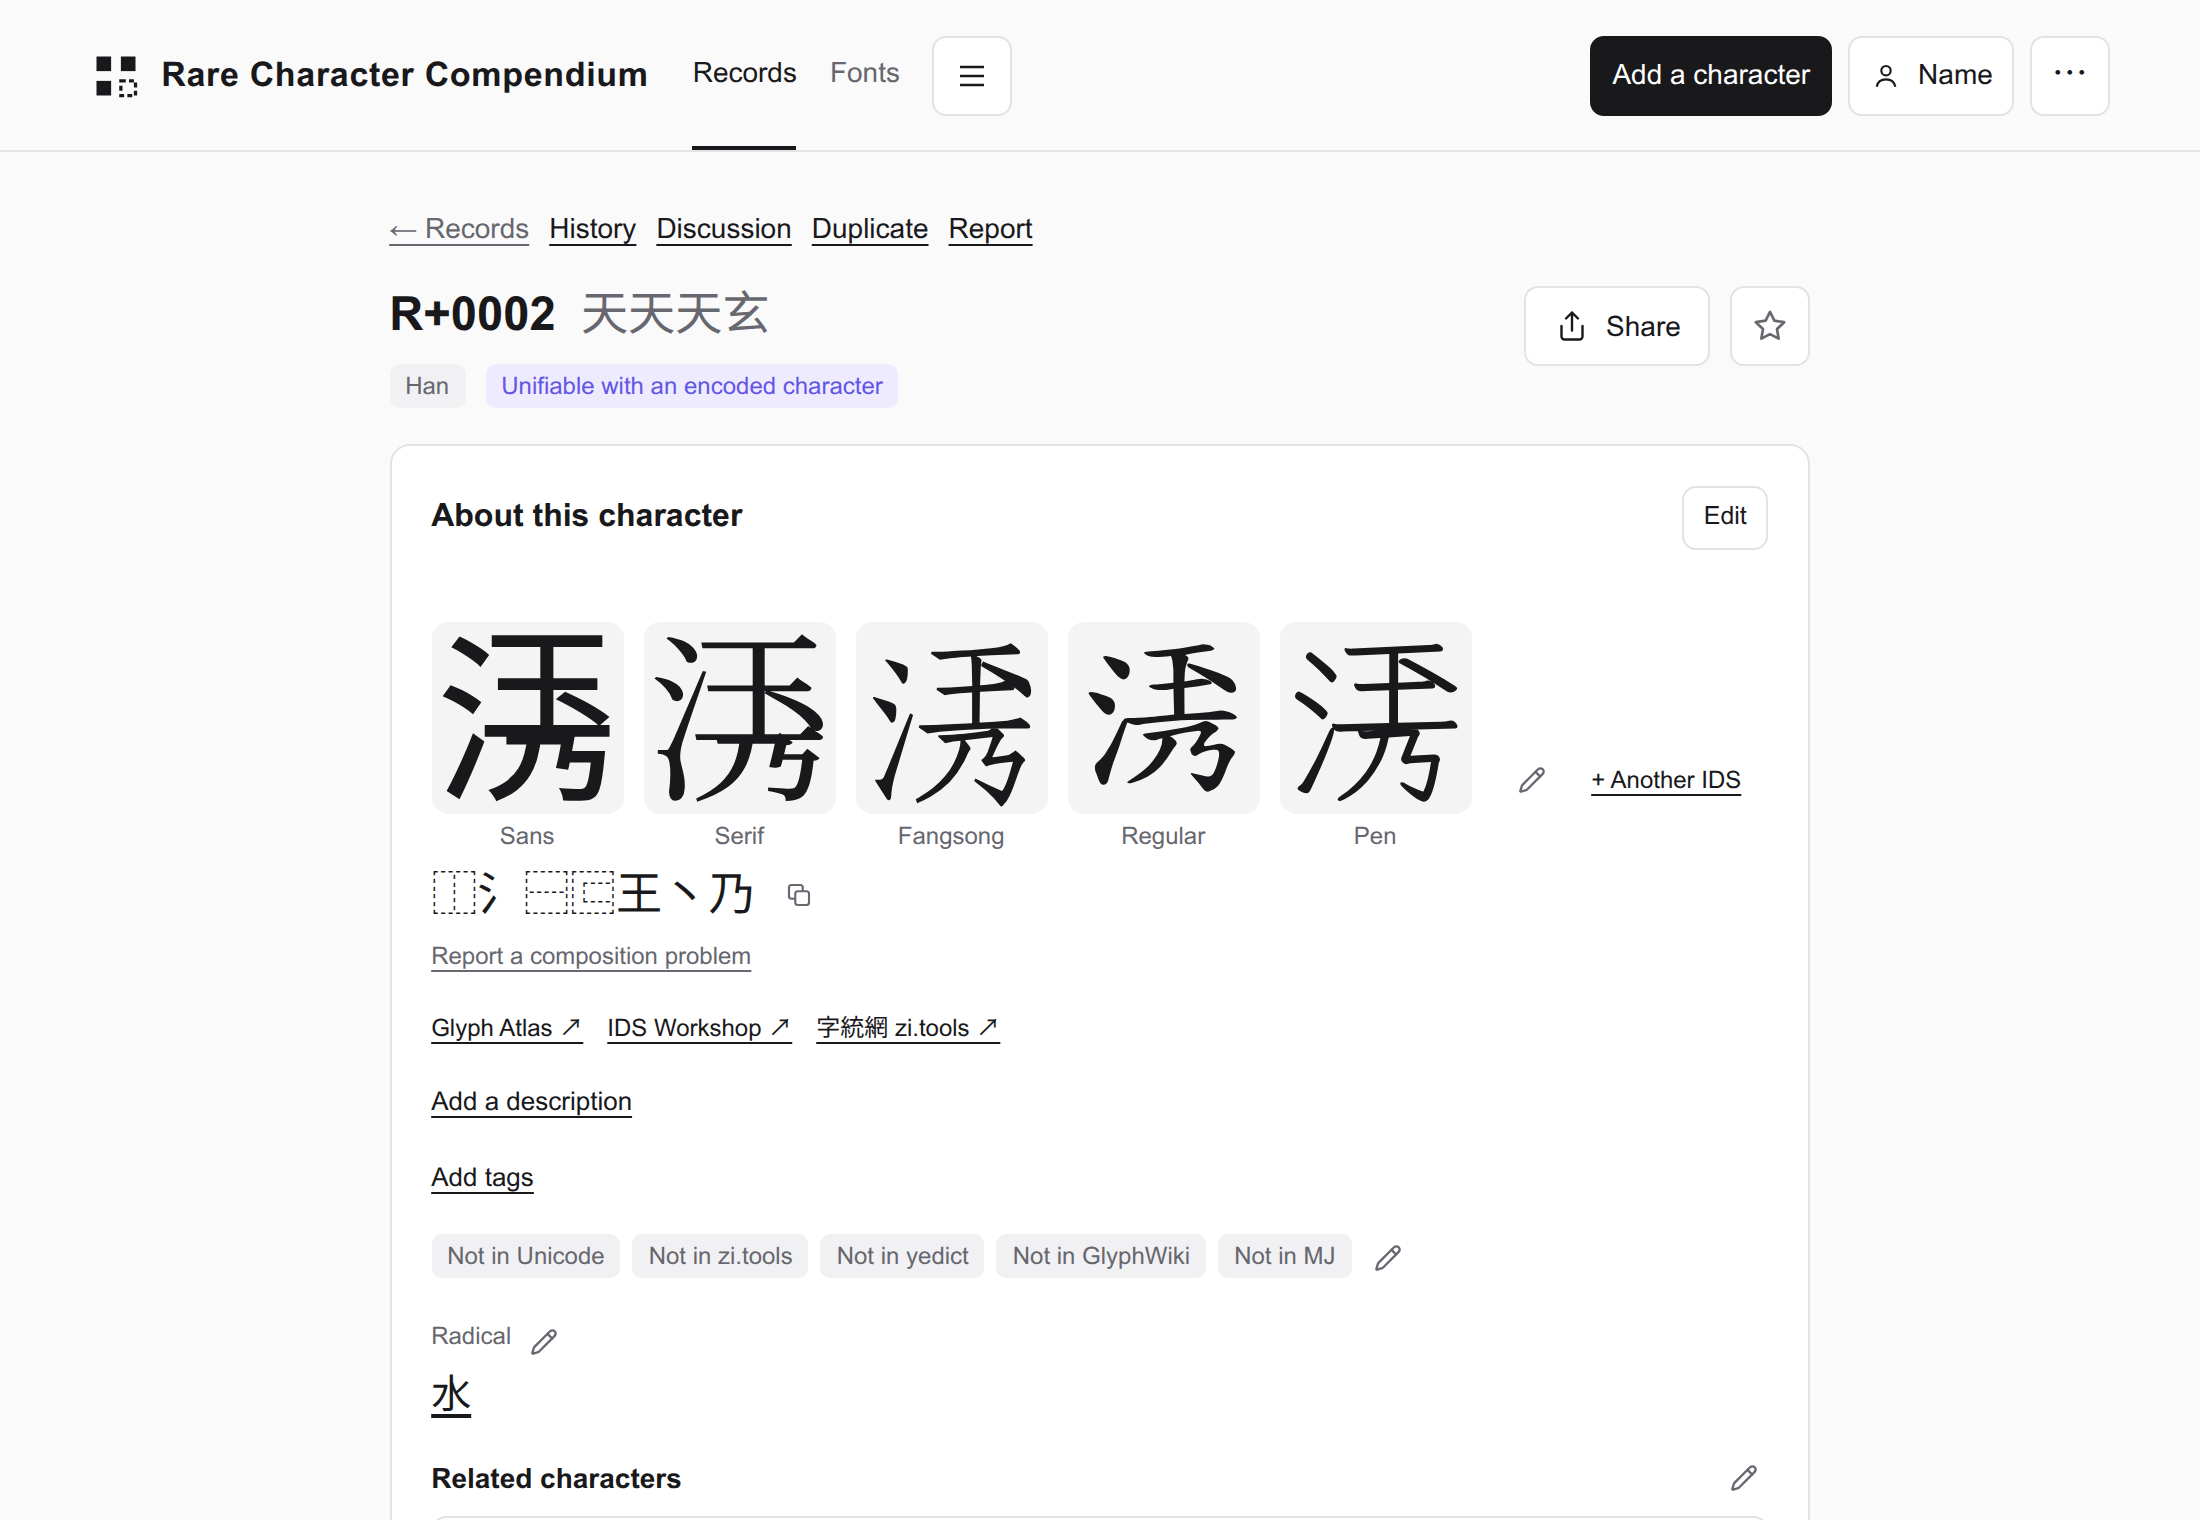 Rare Character Compendium Records Fonts Add a character Name ...
← Records History Discussion Duplicate Report
R+0002 天天天玄
Share
Han Unifiable with an encoded character
About this character
Edit
+ Another IDS
Sans Serif Fangsong Regular Pen
⿰氵⿱⿼王丶乃
Report a composition problem
Glyph Atlas ↗ IDS Workshop ↗ 字統網 zi.tools ↗
Add a description
Add tags
Not in Unicode Not in zi.tools Not in yedict Not in GlyphWiki Not in MJ
Radical
水
Related characters